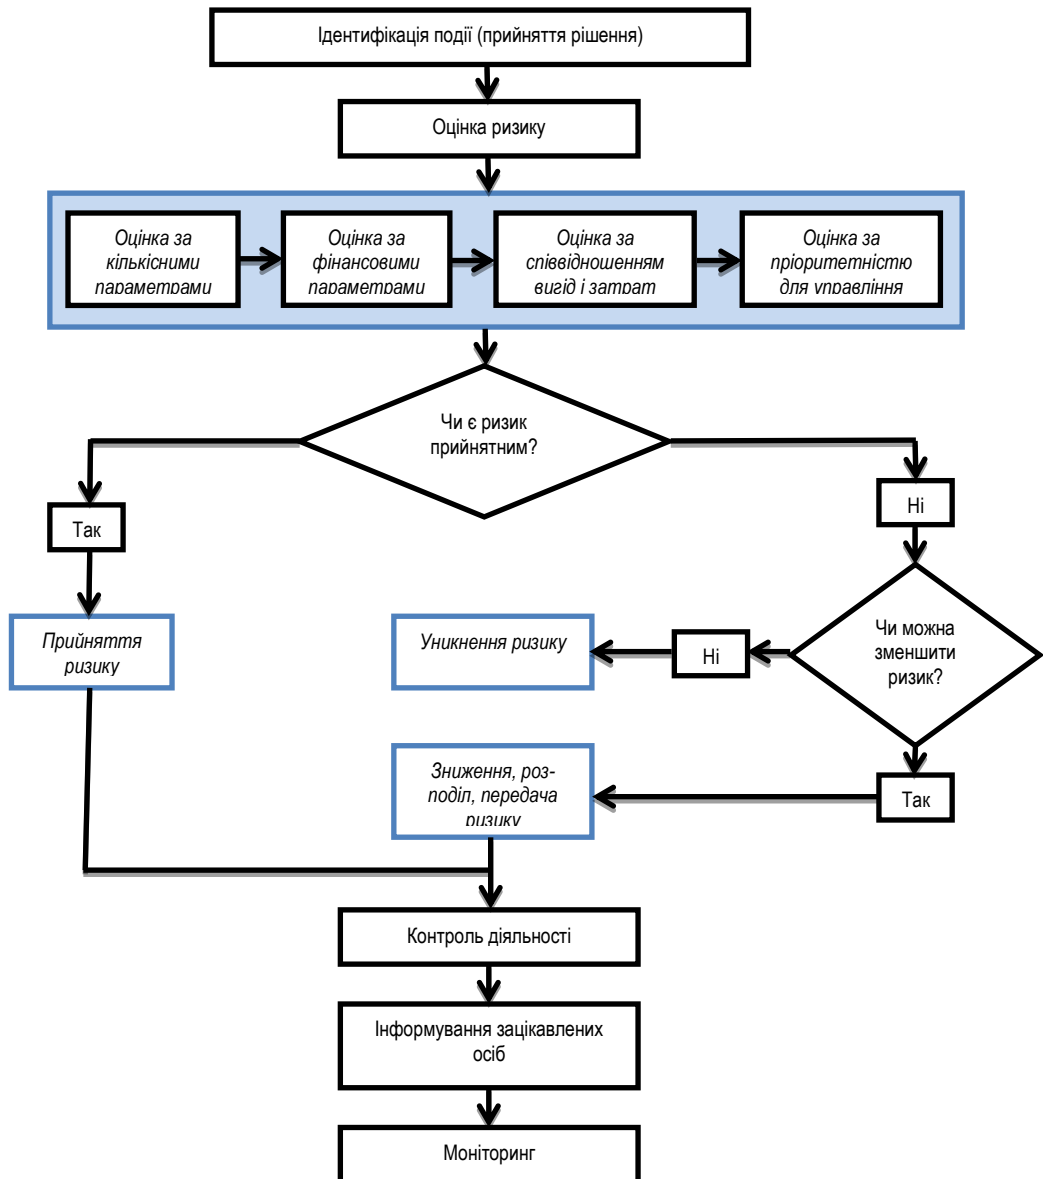 Ідентифікація події (прийняття рішення)
Оцінка ризику
Оцінка за
кількісними
параметрами
Оцінка за
фінансовими
параметрами
Оцінка за
співвідношенням
вигід і затрат
Оцінка за
пріоритетністю
для управління
Чи є ризик
прийнятним?
Так
Ні
Прийняття
ризику
Уникнення ризику
Ні
Чи можна
зменшити
ризик?
Зниження, роз-
поділ, передача
ризику
Так
Контроль діяльності
Інформування зацікавлених
осіб
Моніторинг